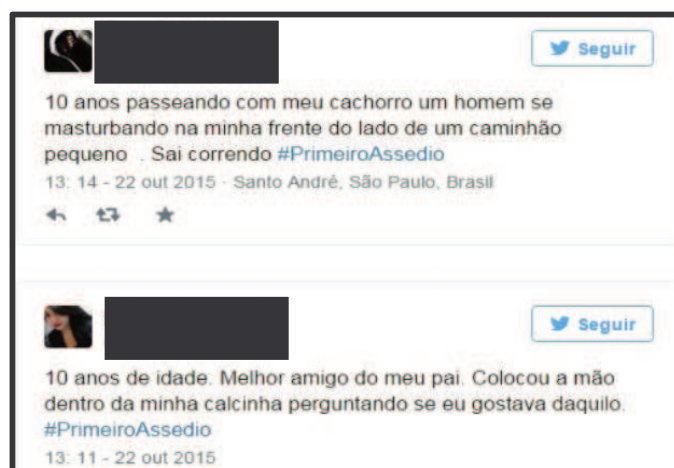 Seguir
10 anos passeando com meu cachorro um homem se
masturbando na minha frente do lado de um caminhão
pequeno . Sai correndo #PrimeiroAssedio
13: 14 - 22 out 2015 · Santo André, São Paulo, Brasil
Seguir
10 anos de idade. Melhor amigo do meu pai. Colocou a mão
dentro da minha calcinha perguntando se eu gostava daquilo.
#PrimeiroAssedio
13: 11 - 22 out 2015